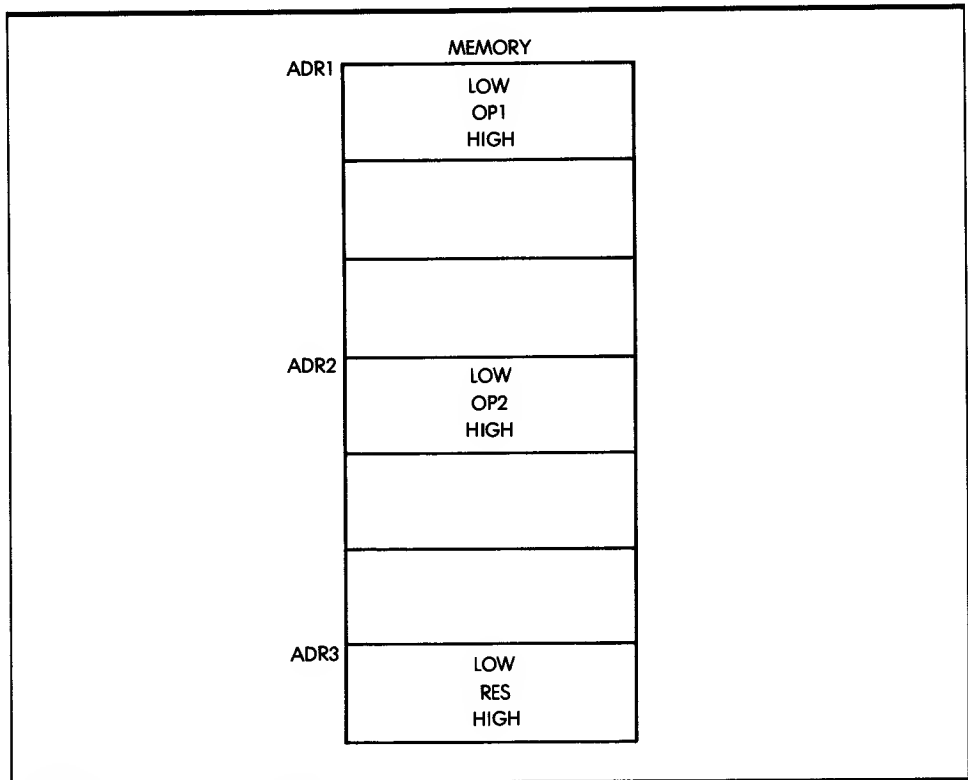 MEMORY
ADR1
LOW
OP1
HIGH
ADR2
LOW
OP2
HIGH
ADR3
LOW
RES
HIGH